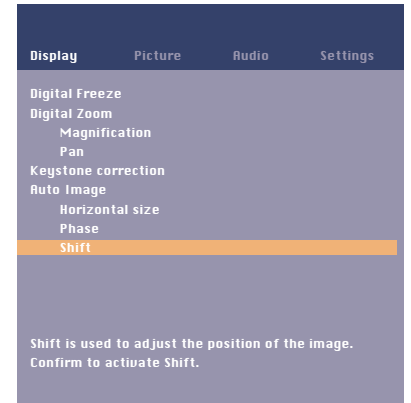 Display Picture Audio Settings
Digital Freeze
Digital Zoom
Magnification
Pan
Keystone correction
Auto Image
Horizontal size
Phase
Shift
Shift is used to adjust the position of the image.
Confirm to activate Shift.